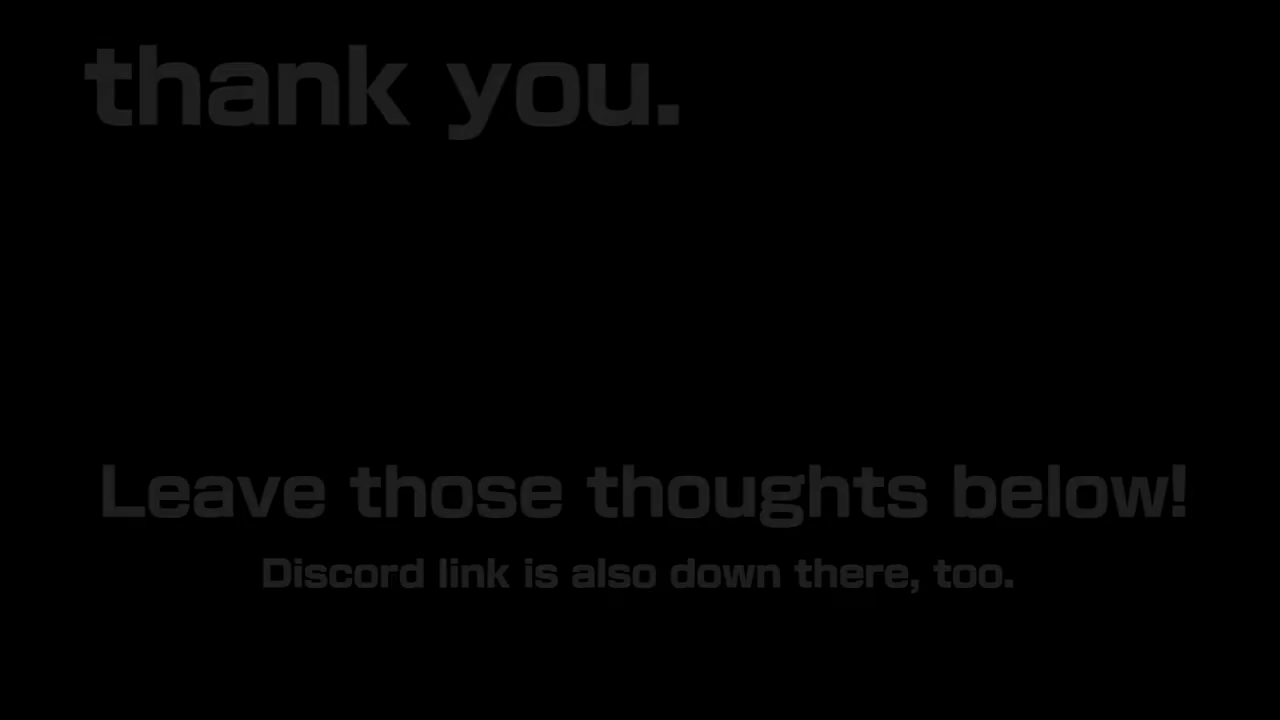 thank you.
Leave those thoughts below!
Discord link is also down there, too.